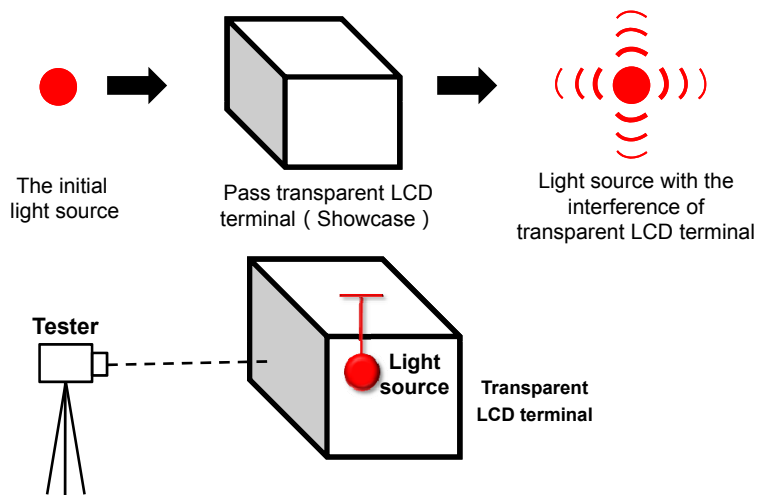 The initial
light source
Pass transparent LCD
terminal ( Showcase )
Light source with the
interference of
transparent LCD terminal
Tester
Light
source
Transparent
LCD terminal